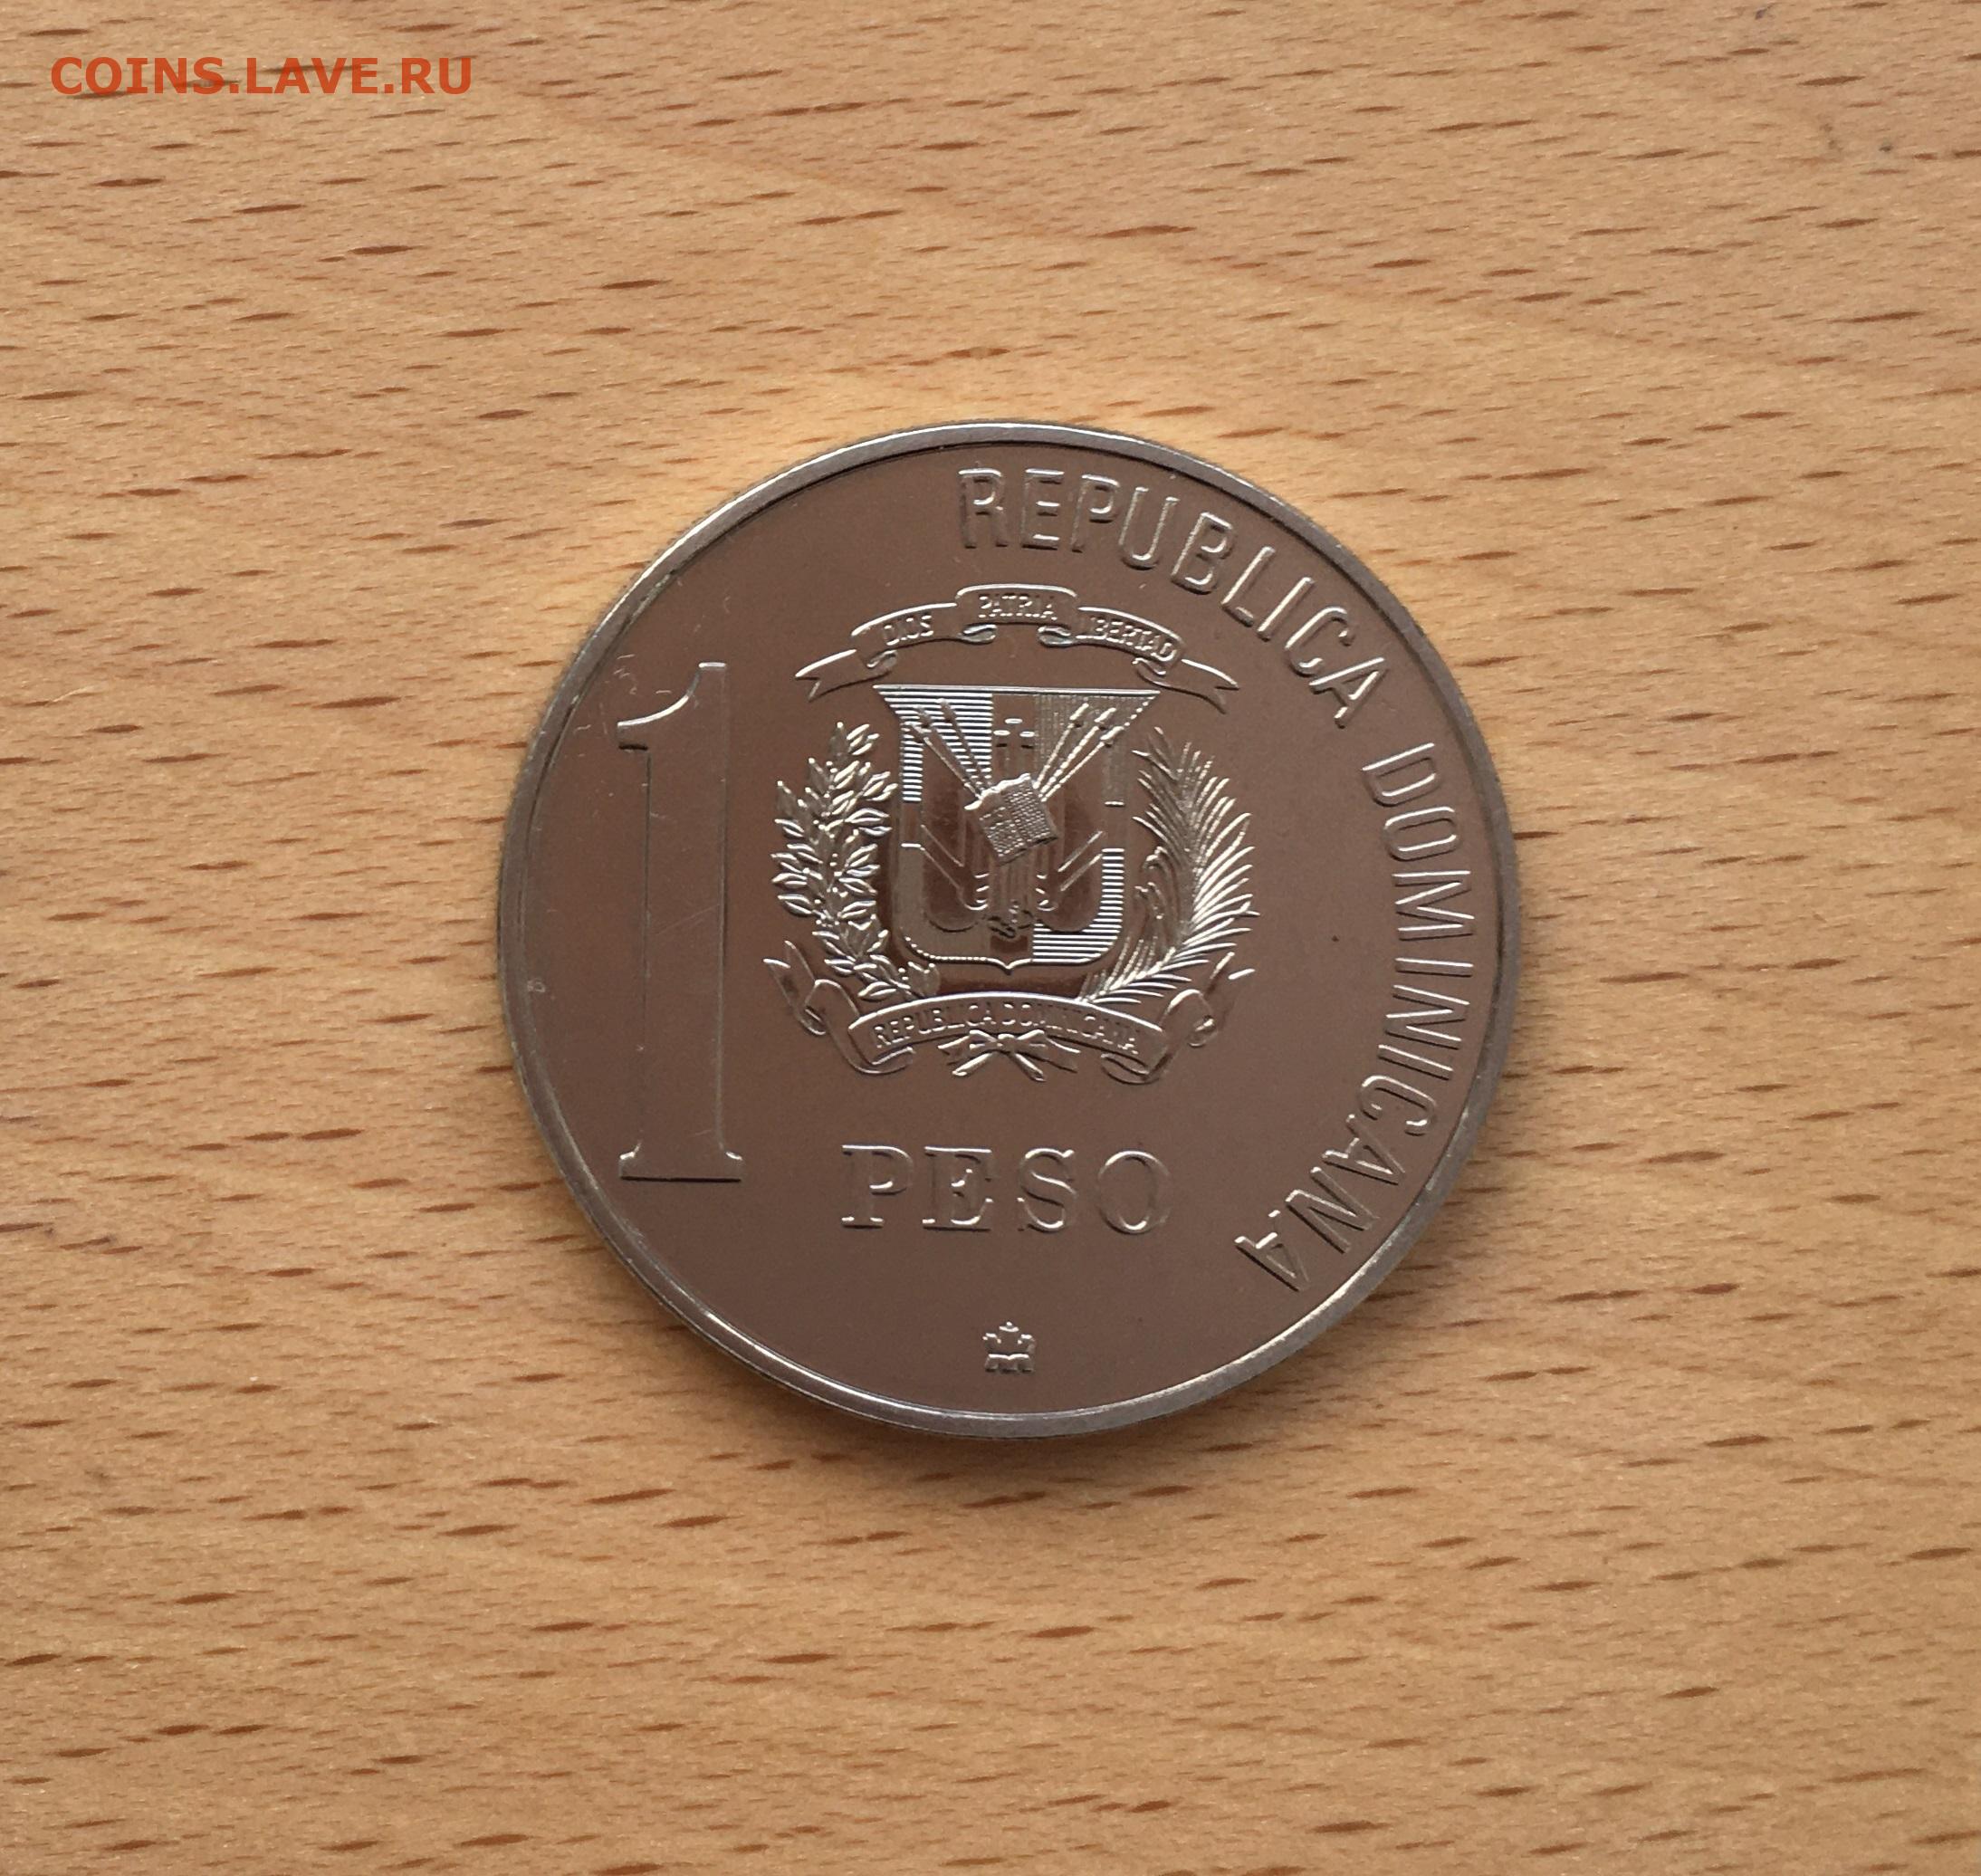 COINS.LAVE.RU
REPUBLICA DOMINICANA
DIOS PATRIA LIBERTAD
1
REPUBLICA DOMINICANA
PESO